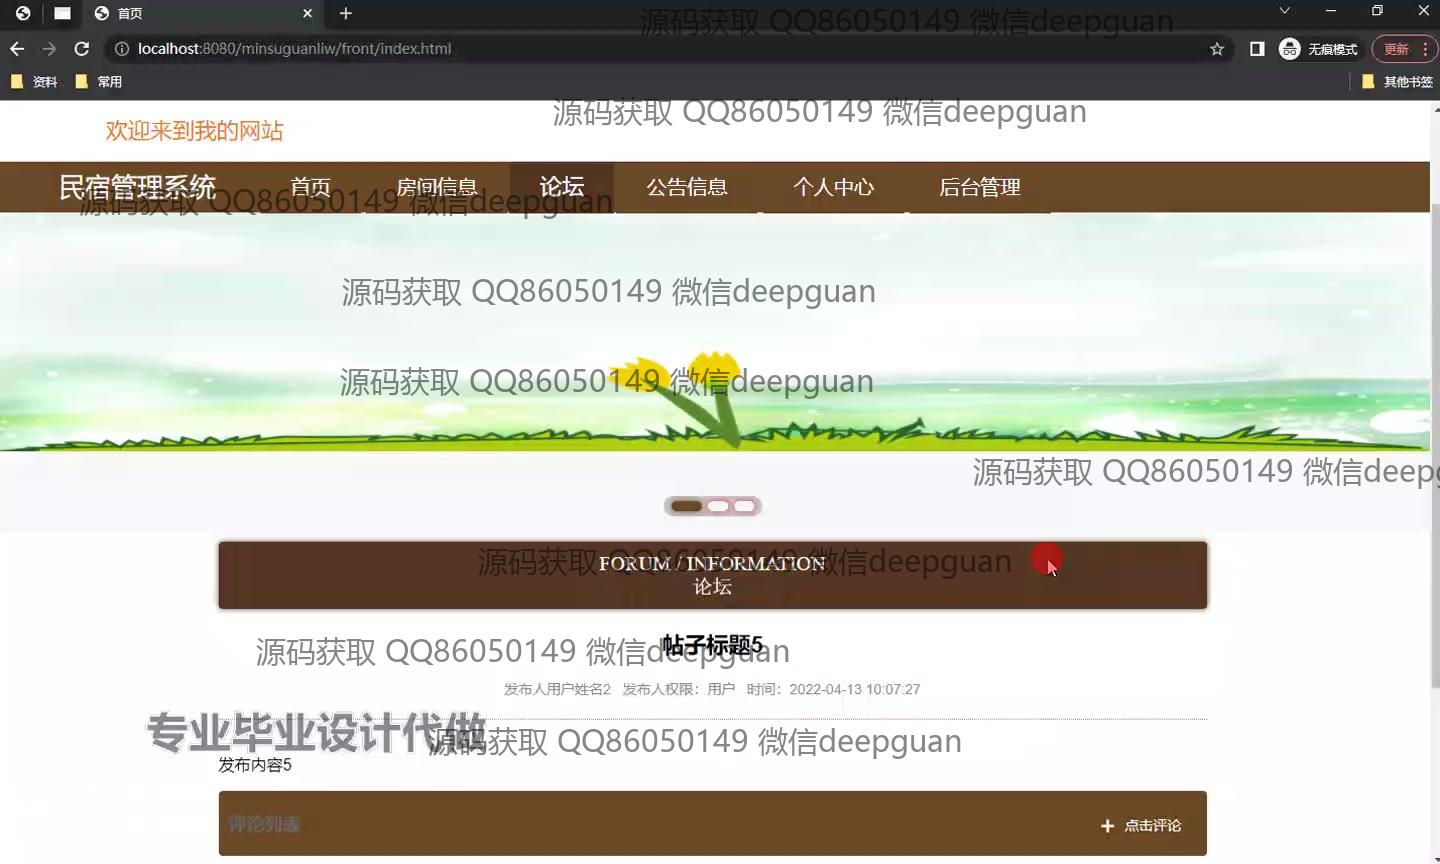 首页
源码获取 QQ86050149 微信deepguan
localhost:8080/minsuguanliw/front/index.html
无痕模式
更新
资料
常用
其他书签
源码获取 QQ86050149 微信deepguan
欢迎来到我的网站
民宿管理系统 首页 房间信息 论坛 公告信息 个人中心 后台管理
源码获取 QQ86050149 微信deepguan
源码获取 QQ86050149 微信deepguan
源码获取 QQ86050149 微信deepguan
源码获取 QQ86050149 微信deepg
FORUM / INFORMATION
源码获取 QQ86050149 微信deepguan
论坛
帖子标题5
源码获取 QQ86050149 微信deepguan
发布人用户姓名2 发布人权限：用户 时间：2022-04-13 10:07:27
专业毕业设计代做
源码获取 QQ86050149 微信deepguan
发布内容5
评论列表
点击评论